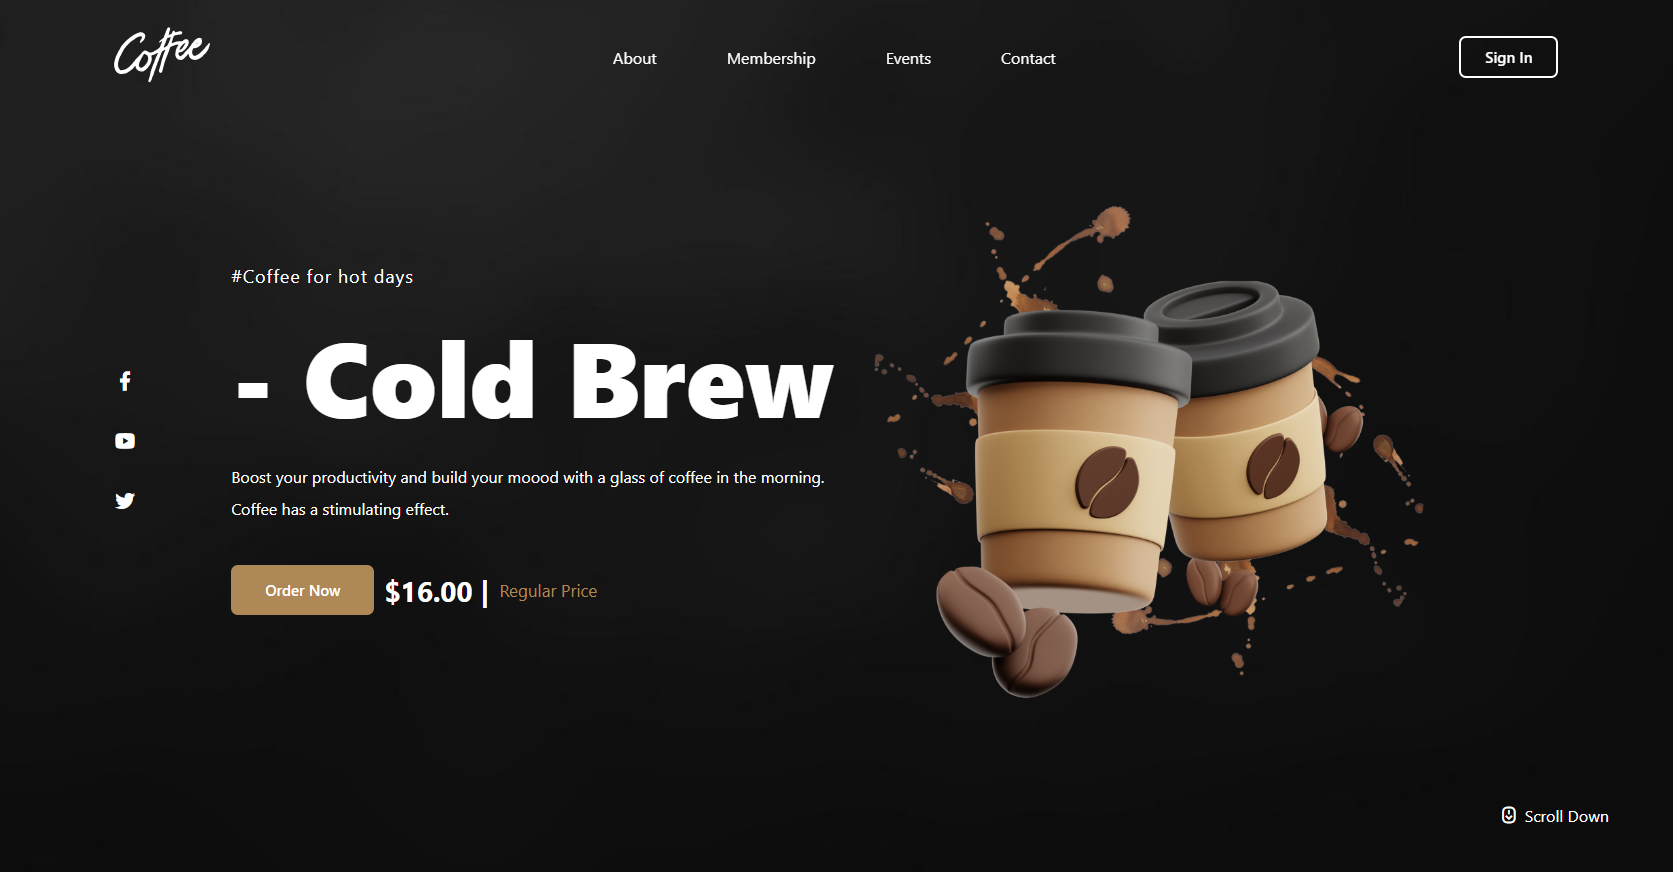 Coffee
About
Membership
Events
Contact
Sign In
#Coffee for hot days
- Cold Brew
Boost your productivity and build your moood with a glass of coffee in the morning.
Coffee has a stimulating effect.
Order Now
$16.00 |
Regular Price
Scroll Down